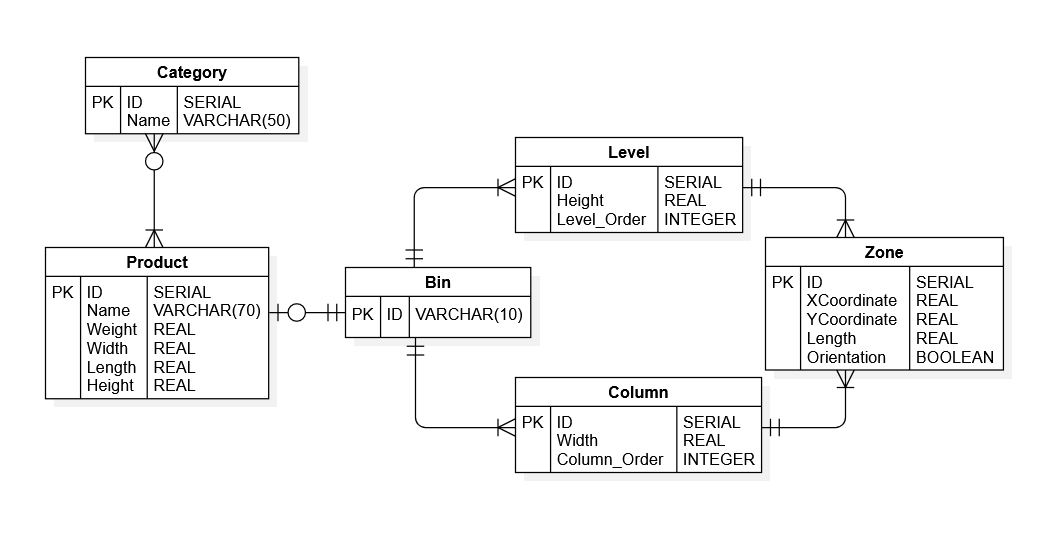 Category
PK ID SERIAL
Name VARCHAR(50)
Level
PK ID SERIAL
Height REAL
Level_Order INTEGER
Product
PK ID SERIAL
Name VARCHAR(70)
Weight REAL
Width REAL
Length REAL
Height REAL
Bin
PK ID VARCHAR(10)
Zone
PK ID SERIAL
XCoordinate REAL
YCoordinate REAL
Length REAL
Orientation BOOLEAN
Column
PK ID SERIAL
Width REAL
Column_Order INTEGER